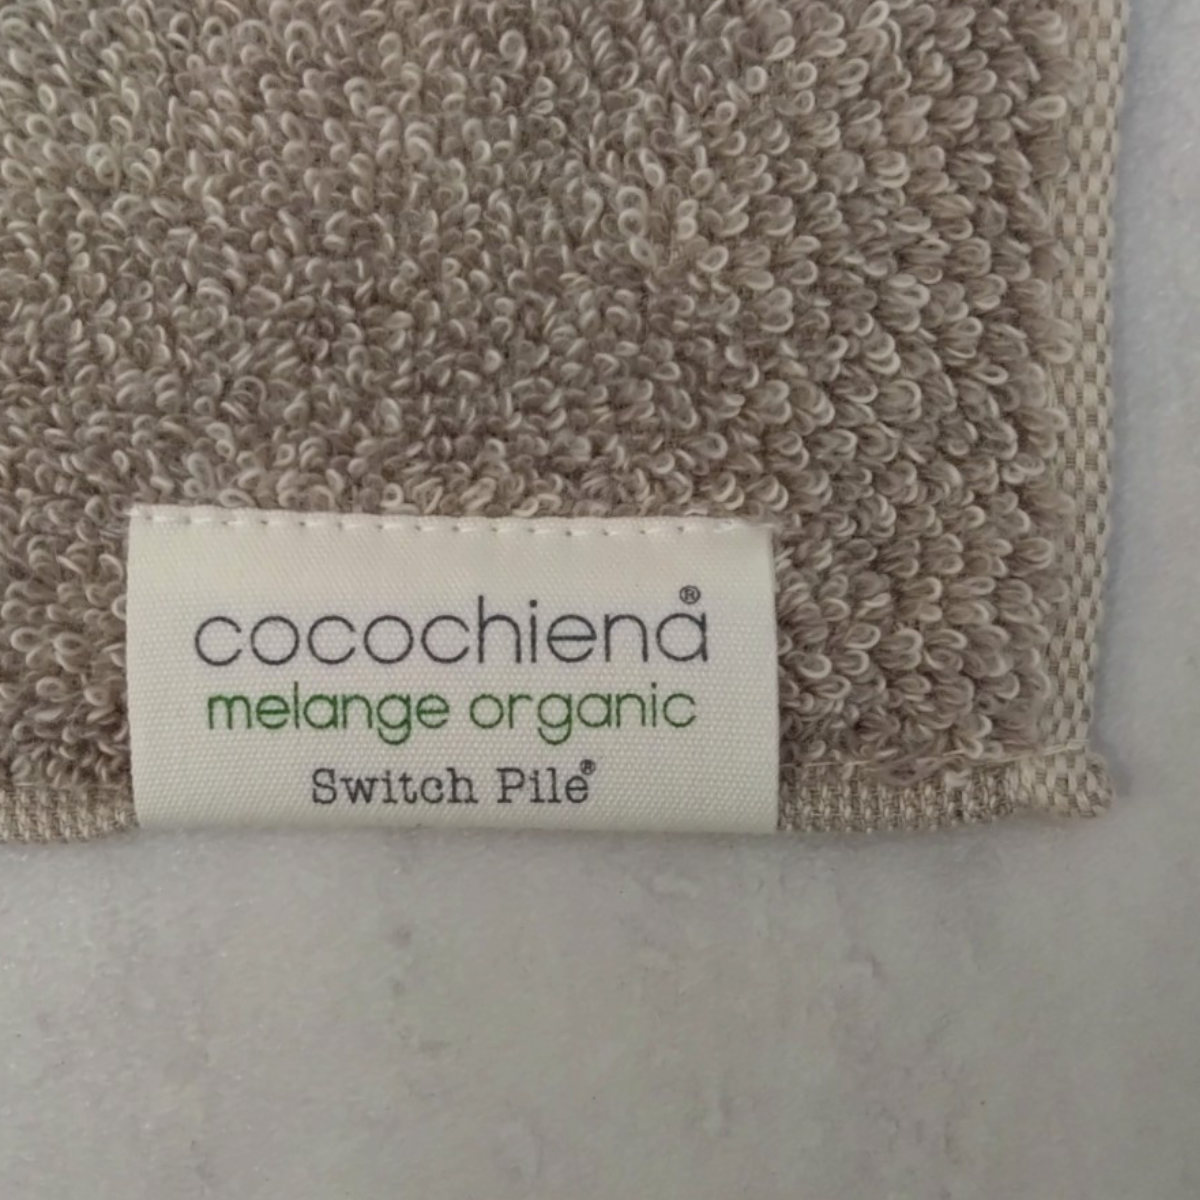 cocochiena®
melange organic
Switch Pile®